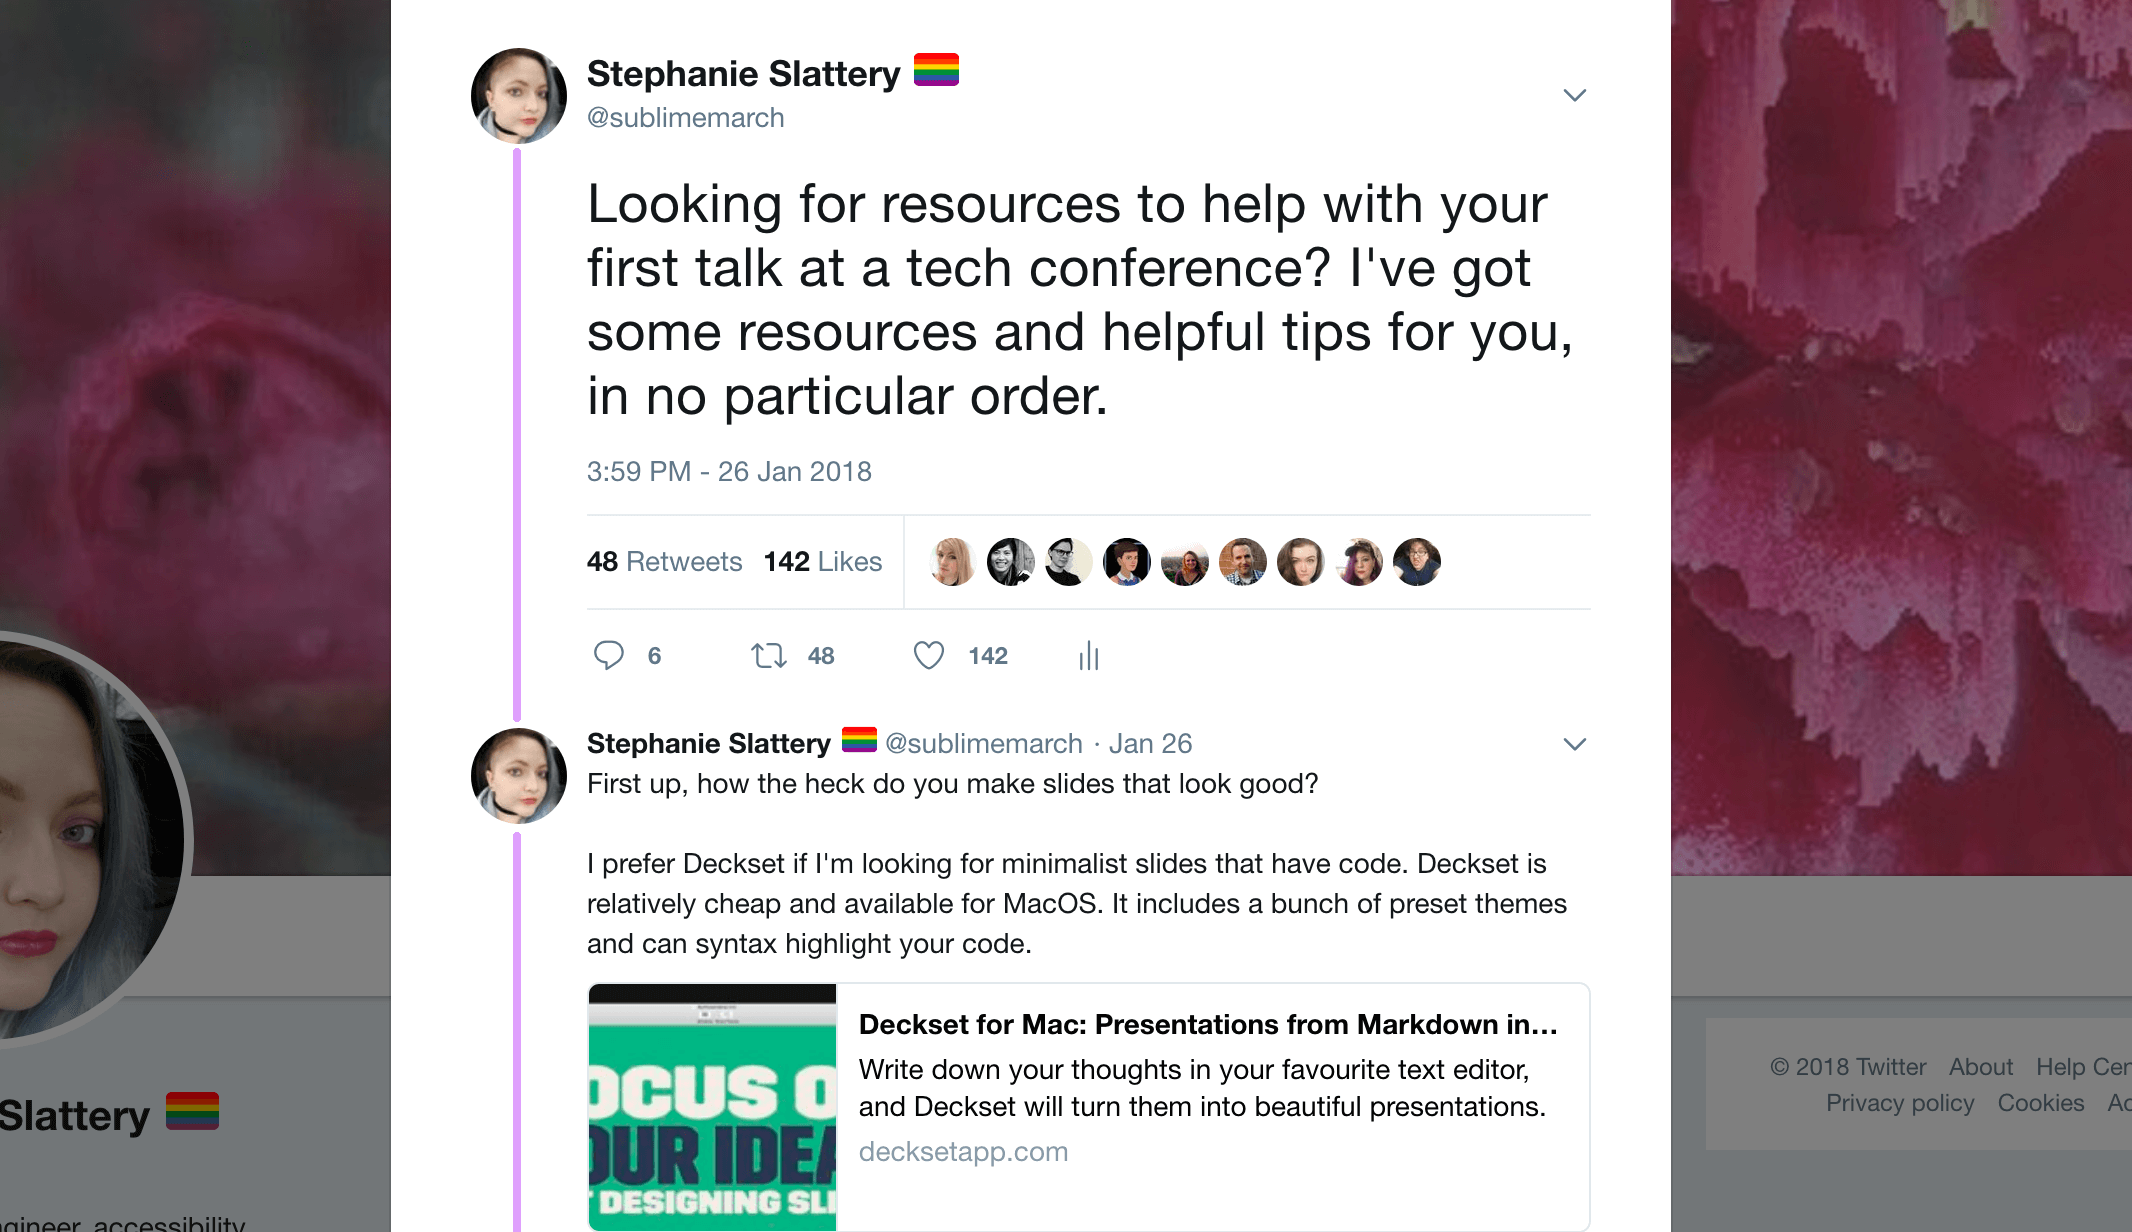 Stephanie Slattery
@sublimemarch
Looking for resources to help with your
first talk at a tech conference? I've got
some resources and helpful tips for you,
in no particular order.
3:59 PM - 26 Jan 2018
48 Retweets 142 Likes
6 48 142
Stephanie Slattery @sublimemarch · Jan 26
First up, how the heck do you make slides that look good?
I prefer Deckset if I'm looking for minimalist slides that have code. Deckset is
relatively cheap and available for MacOS. It includes a bunch of preset themes
and can syntax highlight your code.
OCUS O
OUR IDEA
DESIGNING SLI
Deckset for Mac: Presentations from Markdown in...
Write down your thoughts in your favourite text editor,
and Deckset will turn them into beautiful presentations.
decksetapp.com
Slattery
gineer, accessibility
© 2018 Twitter About Help Cen
Privacy policy Cookies